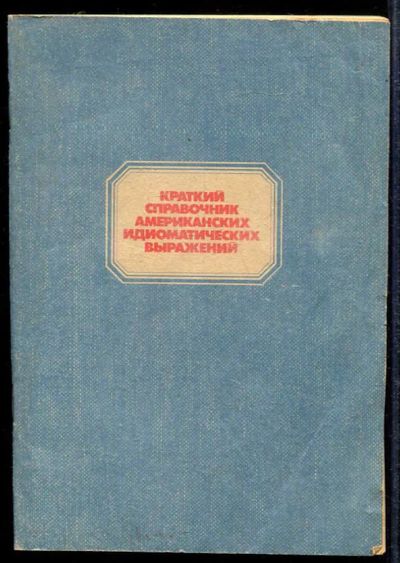 КРАТКИЙ
СПРАВОЧНИК
АМЕРИКАНСКИХ
ИДИОМАТИЧЕСКИХ
ВЫРАЖЕНИЙ